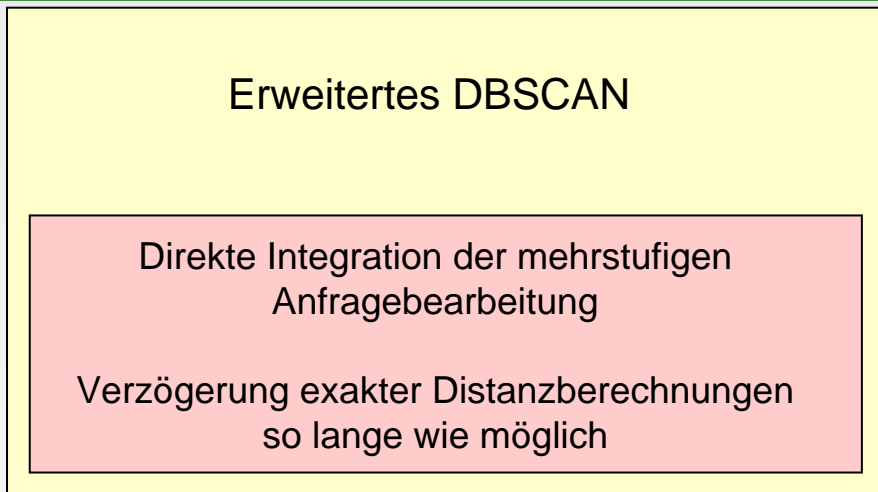 Erweitertes DBSCAN
Direkte Integration der mehrstufigen
Anfragebearbeitung
Verzögerung exakter Distanzberechnungen
so lange wie möglich